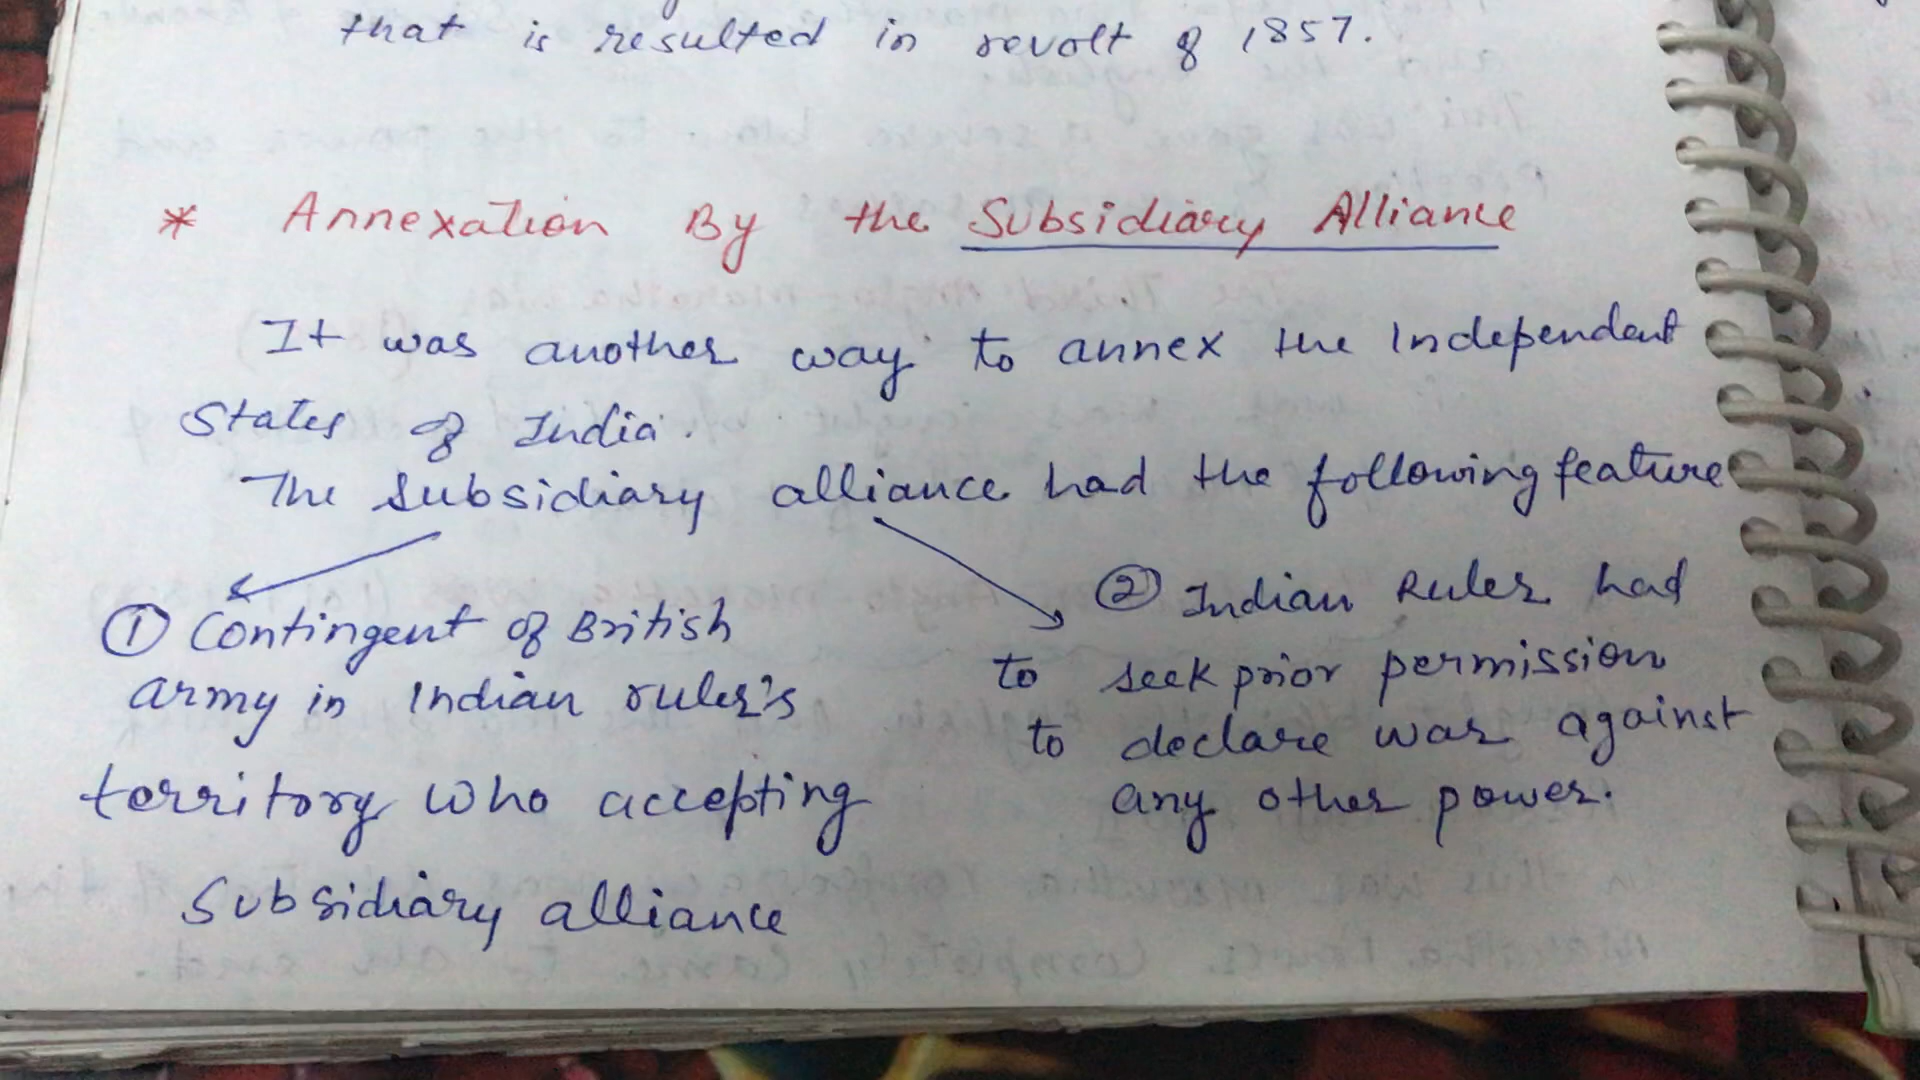 that is resulted in revolt of 1857.
* Annexation By the Subsidiary Alliance
It was another way to annex the Independent
States of India.
The Subsidiary alliance had the following feature
① Contingent of British
army in Indian ruler's
territory who accepting
Subsidiary alliance
② Indian Ruler had
to seek prior permission
to declare war against
any other power.